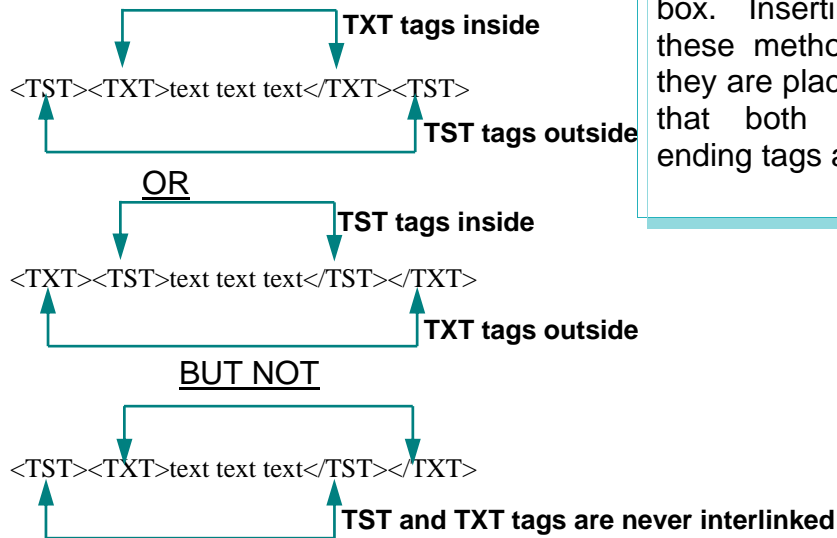 TXT tags inside
<TST><TXT>text text text</TXT><TST>
TST tags outside
OR
TST tags inside
<TXT><TST>text text text</TST></TXT>
TXT tags outside
BUT NOT
<TST><TXT>text text text</TST></TXT>
TST and TXT tags are never interlinked
box. Inserti
these metho
they are plac
that both
ending tags a